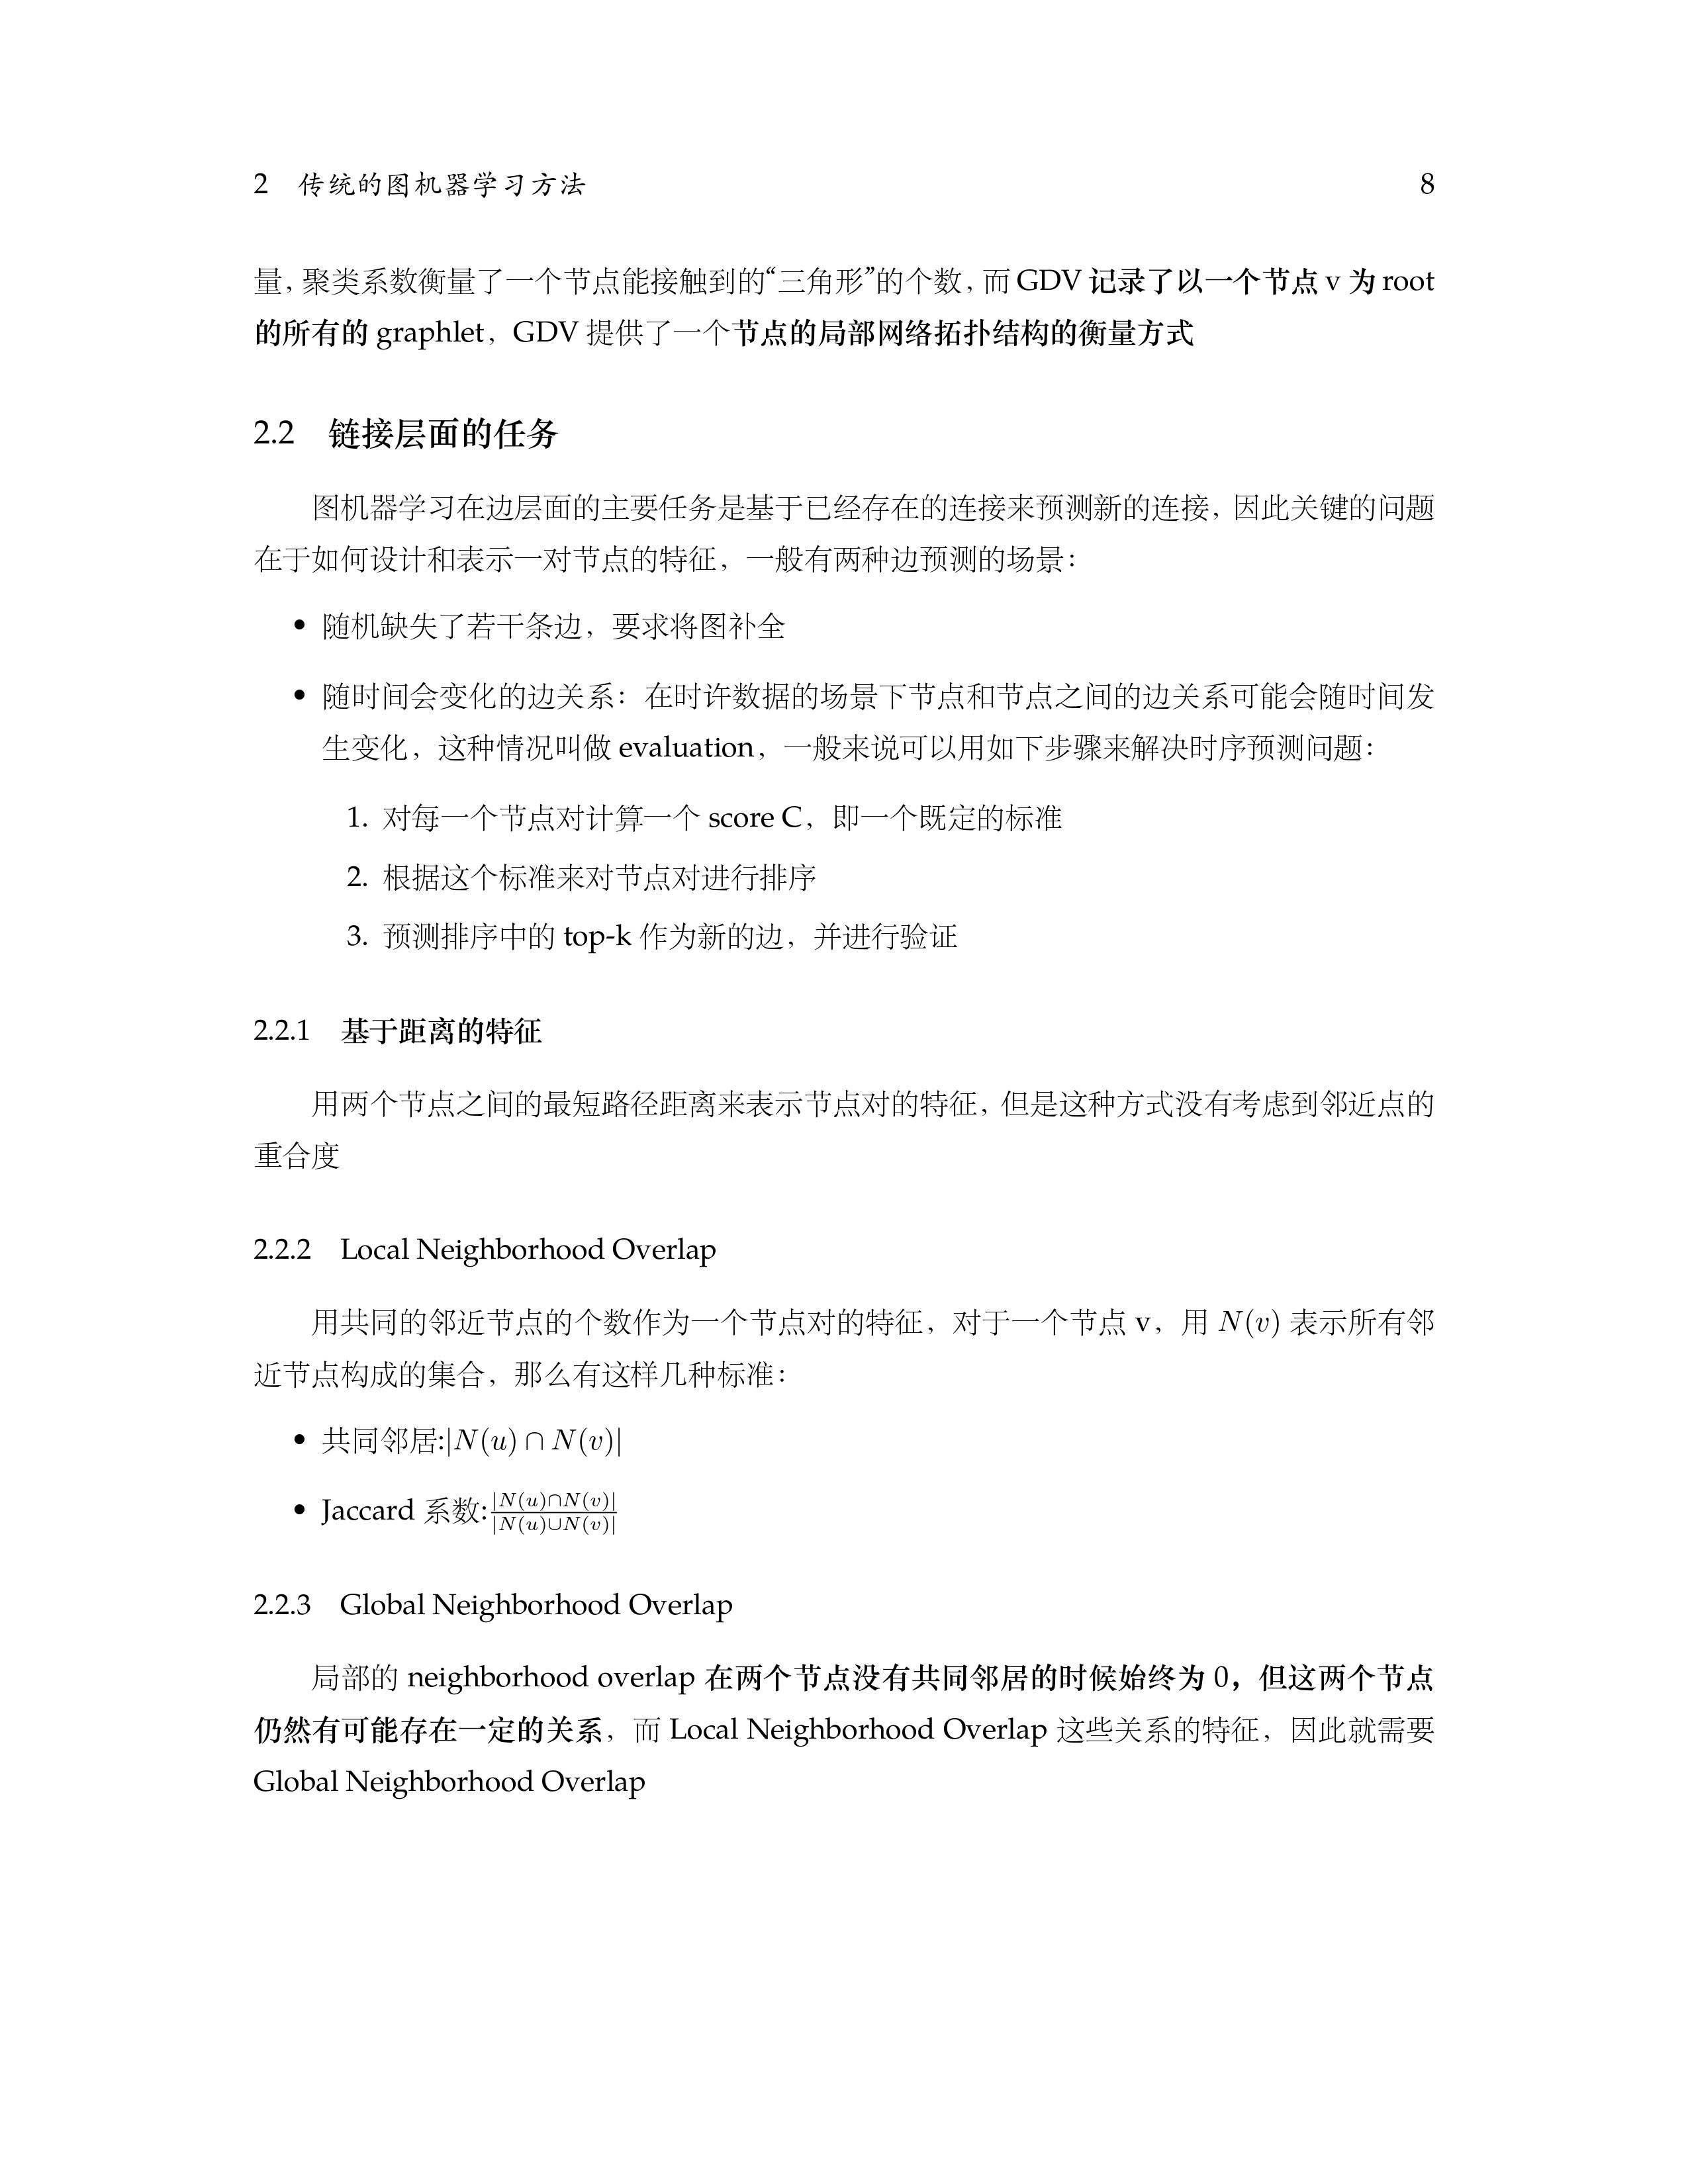 2 传统的图机器学习方法 8
量，聚类系数衡量了一个节点能接触到的“三角形”的个数，而 GDV 记录了以一个节点 v 为 root
的所有的 graphlet，GDV 提供了一个节点的局部网络拓扑结构的衡量方式
2.2 链接层面的任务
图机器学习在边层面的主要任务是基于已经存在的连接来预测新的连接，因此关键的问题
在于如何设计和表示一对节点的特征，一般有两种边预测的场景：
• 随机缺失了若干条边，要求将图补全
• 随时间会变化的边关系：在时许数据的场景下节点和节点之间的边关系可能会随时间发
生变化，这种情况叫做 evaluation，一般来说可以用如下步骤来解决时序预测问题：
1. 对每一个节点对计算一个 score C，即一个既定的标准
2. 根据这个标准来对节点对进行排序
3. 预测排序中的 top-k 作为新的边，并进行验证
2.2.1 基于距离的特征
用两个节点之间的最短路径距离来表示节点对的特征，但是这种方式没有考虑到邻近点的
重合度
2.2.2 Local Neighborhood Overlap
用共同的邻近节点的个数作为一个节点对的特征，对于一个节点 v，用 N(v) 表示所有邻
近节点构成的集合，那么有这样几种标准：
• 共同邻居:|N(u) ∩ N(v)|
• Jaccard 系数:|N(u)∩N(v)|/|N(u)∪N(v)|
2.2.3 Global Neighborhood Overlap
局部的 neighborhood overlap 在两个节点没有共同邻居的时候始终为 0，但这两个节点
仍然有可能存在一定的关系，而 Local Neighborhood Overlap 这些关系的特征，因此就需要
Global Neighborhood Overlap